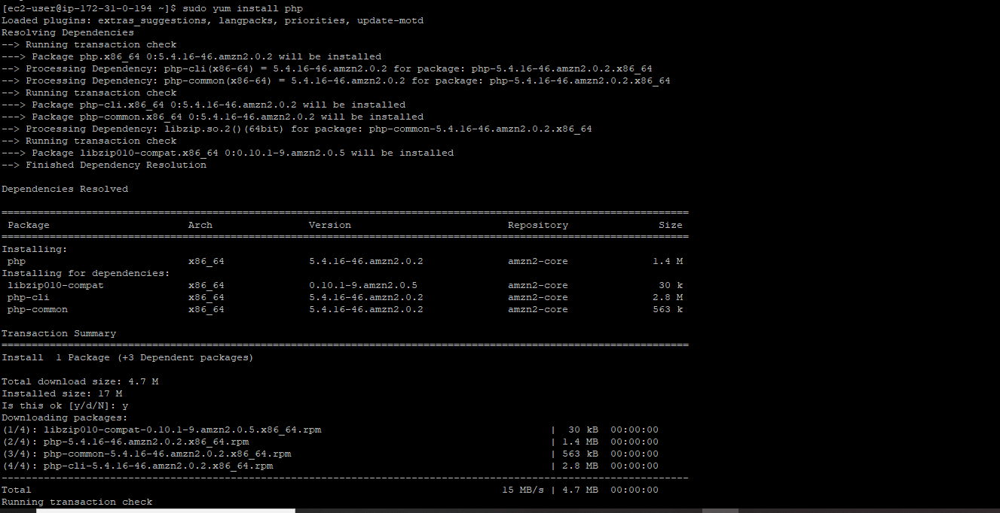 [ec2-user@ip-172-31-0-194 ~]$ sudo yum install php
Loaded plugins: extras_suggestions, langpacks, priorities, update-motd
Resolving Dependencies
--> Running transaction check
---> Package php.x86_64 0:5.4.16-46.amzn2.0.2 will be installed
--> Processing Dependency: php-cli(x86-64) = 5.4.16-46.amzn2.0.2 for package: php-5.4.16-46.amzn2.0.2.x86_64
--> Processing Dependency: php-common(x86-64) = 5.4.16-46.amzn2.0.2 for package: php-5.4.16-46.amzn2.0.2.x86_64
--> Running transaction check
---> Package php-cli.x86_64 0:5.4.16-46.amzn2.0.2 will be installed
---> Package php-common.x86_64 0:5.4.16-46.amzn2.0.2 will be installed
--> Processing Dependency: libzip.so.2()(64bit) for package: php-common-5.4.16-46.amzn2.0.2.x86_64
--> Running transaction check
---> Package libzip010-compat.x86_64 0:0.10.1-9.amzn2.0.5 will be installed
--> Finished Dependency Resolution
Dependencies Resolved
================================================================================
Package Arch Version Repository Size
================================================================================
Installing:
php x86_64 5.4.16-46.amzn2.0.2 amzn2-core 1.4 M
Installing for dependencies:
libzip010-compat x86_64 0.10.1-9.amzn2.0.5 amzn2-core 30 k
php-cli x86_64 5.4.16-46.amzn2.0.2 amzn2-core 2.8 M
php-common x86_64 5.4.16-46.amzn2.0.2 amzn2-core 563 k
Transaction Summary
================================================================================
Install 1 Package (+3 Dependent packages)
Total download size: 4.7 M
Installed size: 17 M
Is this ok [y/d/N]: y
Downloading packages:
(1/4): libzip010-compat-0.10.1-9.amzn2.0.5.x86_64.rpm | 30 kB 00:00:00
(2/4): php-5.4.16-46.amzn2.0.2.x86_64.rpm | 1.4 MB 00:00:00
(3/4): php-common-5.4.16-46.amzn2.0.2.x86_64.rpm | 563 kB 00:00:00
(4/4): php-cli-5.4.16-46.amzn2.0.2.x86_64.rpm | 2.8 MB 00:00:00
--------------------------------------------------------------------------------
Total 15 MB/s | 4.7 MB 00:00:00
Running transaction check